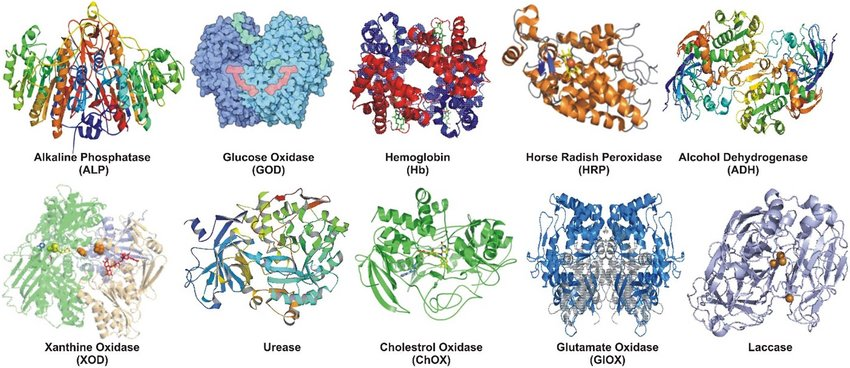 Alkaline Phosphatase
(ALP)
Glucose Oxidase
(GOD)
Hemoglobin
(Hb)
Horse Radish Peroxidase
(HRP)
Alcohol Dehydrogenase
(ADH)
Xanthine Oxidase
(XOD)
Urease
Cholestrol Oxidase
(ChOX)
Glutamate Oxidase
(GlOX)
Laccase